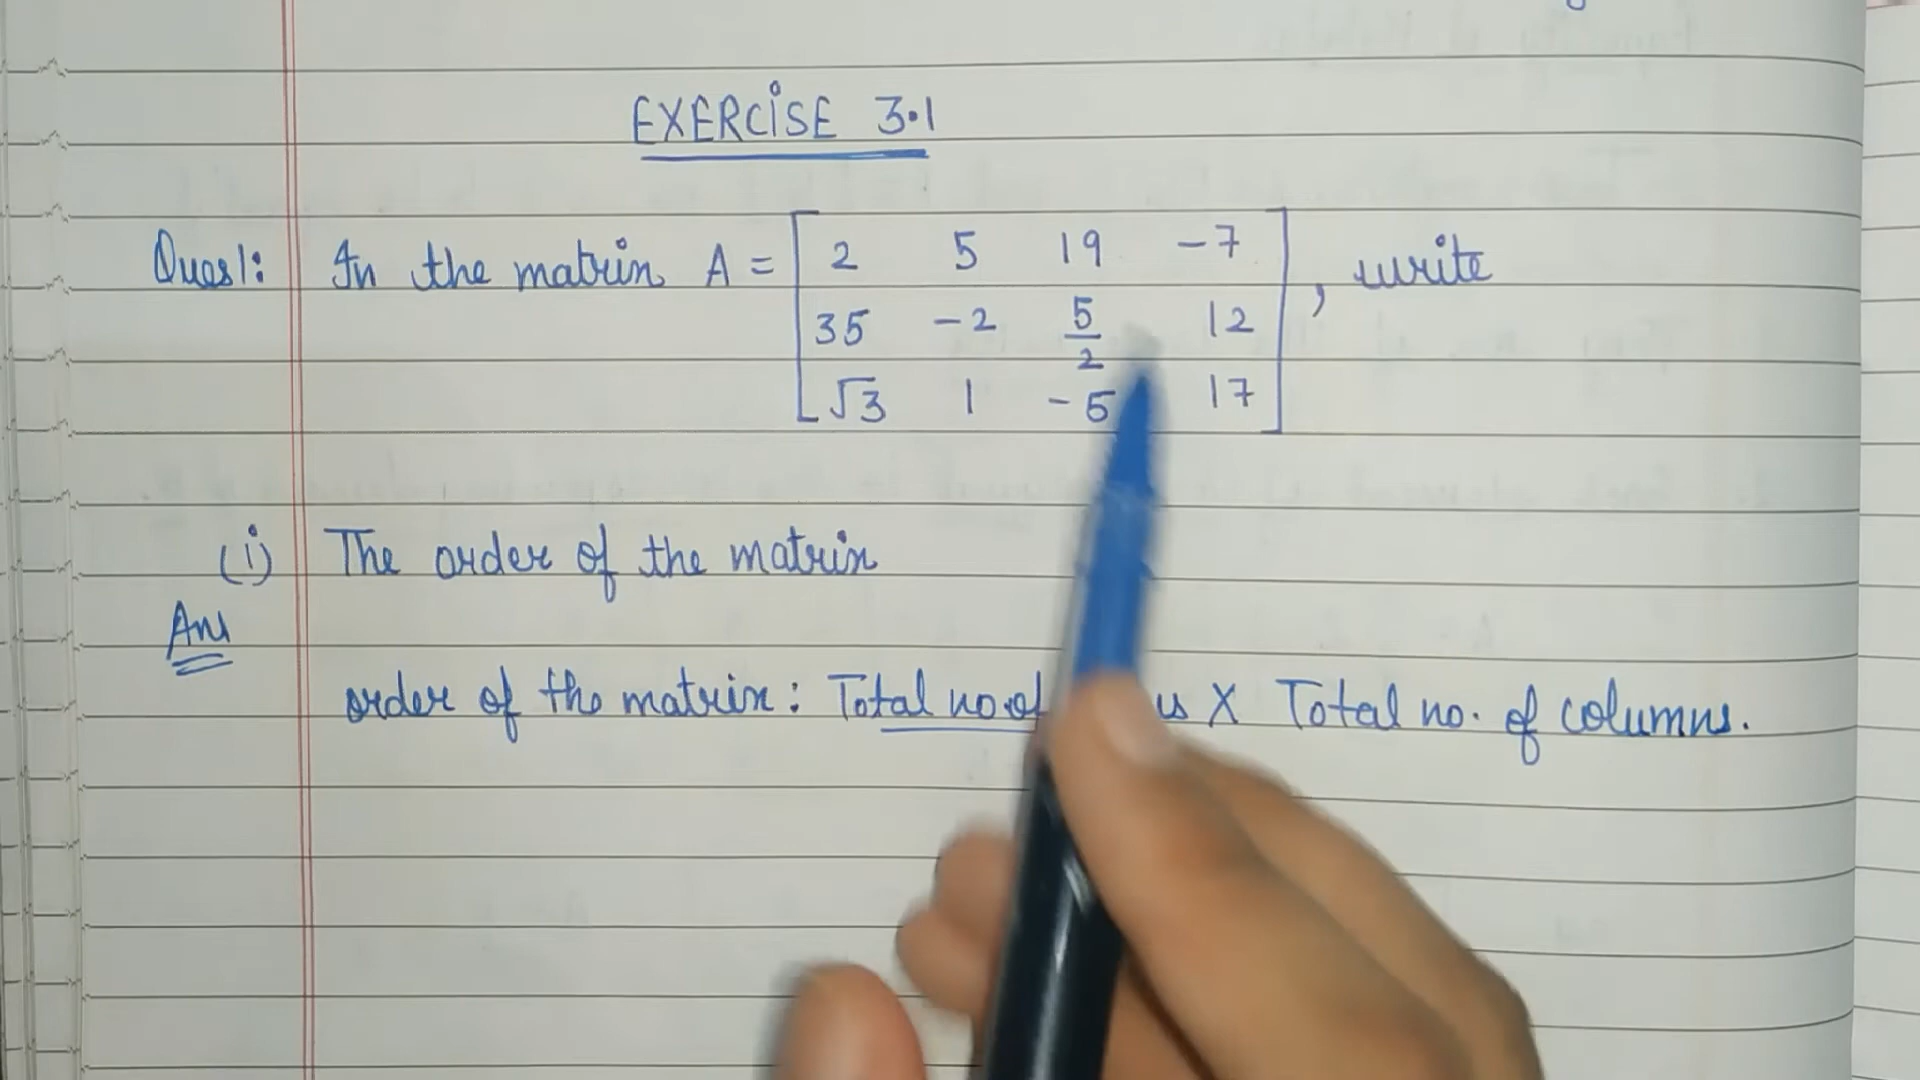 EXERCISE 3.1
Ques1: In the matrix A = [ 2 5 19 -7 ], write
35 -2 5/2 12
√3 1 -5 17
(i) The order of the matrix
Ans
order of the matrix: Total no. of X Total no. of columns.